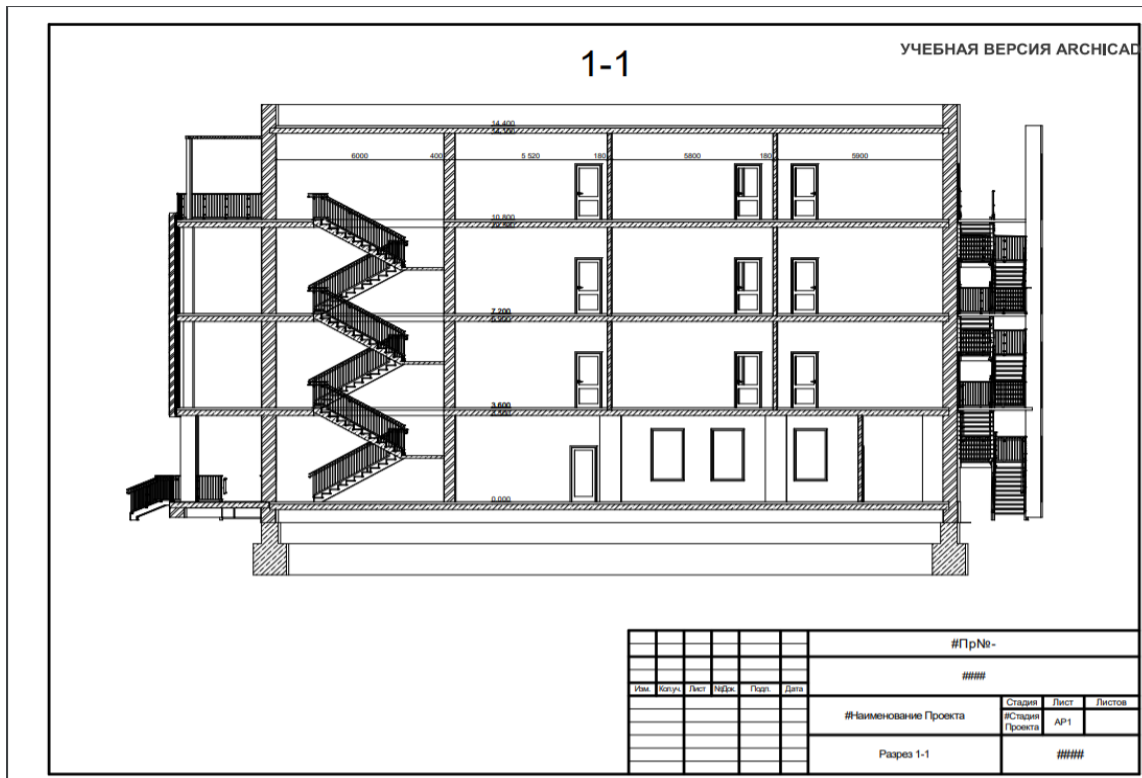 УЧЕБНАЯ ВЕРСИЯ ARCHICAD
1-1
14,400
14,100
6000 400 5 520 180 5800 180 5900
10,800
7,200
3,600
0,000
#Пр№-
####
Изм. Кол.уч. Лист №Док. Подп. Дата
#Наименование Проекта
Стадия Лист Листов
#Стадия Проекта
АР1
Разрез 1-1
####